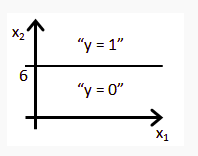 x₂
“y = 1”
6
“y = 0”
x₁